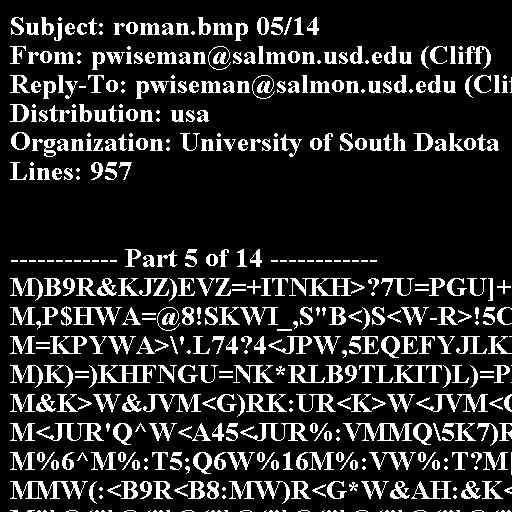 Subject: roman.bmp 05/14
From: pwiseman@salmon.usd.edu (Cliff)
Reply-To: pwiseman@salmon.usd.edu (Clif
Distribution: usa
Organization: University of South Dakota
Lines: 957
------------ Part 5 of 14 ------------
M)B9R&KJZ)EVZ=+ITNKH>?7U=PGU]+
M,P$HWA=@8!SKWI_,S"B<)S<W-R>!5C
M=KPYWA>\'.L74?4<JPW,5EQEFYJLK
M)K)=)KHFNGU=NK*RLB9TLKIT)L)=P
M&K>W&JVM<G)RK:UR<K>W<JVM<
M<JUR'Q^W<A45<JUR%:VMMQ\5K7)R
M%6^M%:T5;Q6W%16M%:VW%:T?M
MMW(:<B9R<B8:MW)R<G*W&AH:&K<